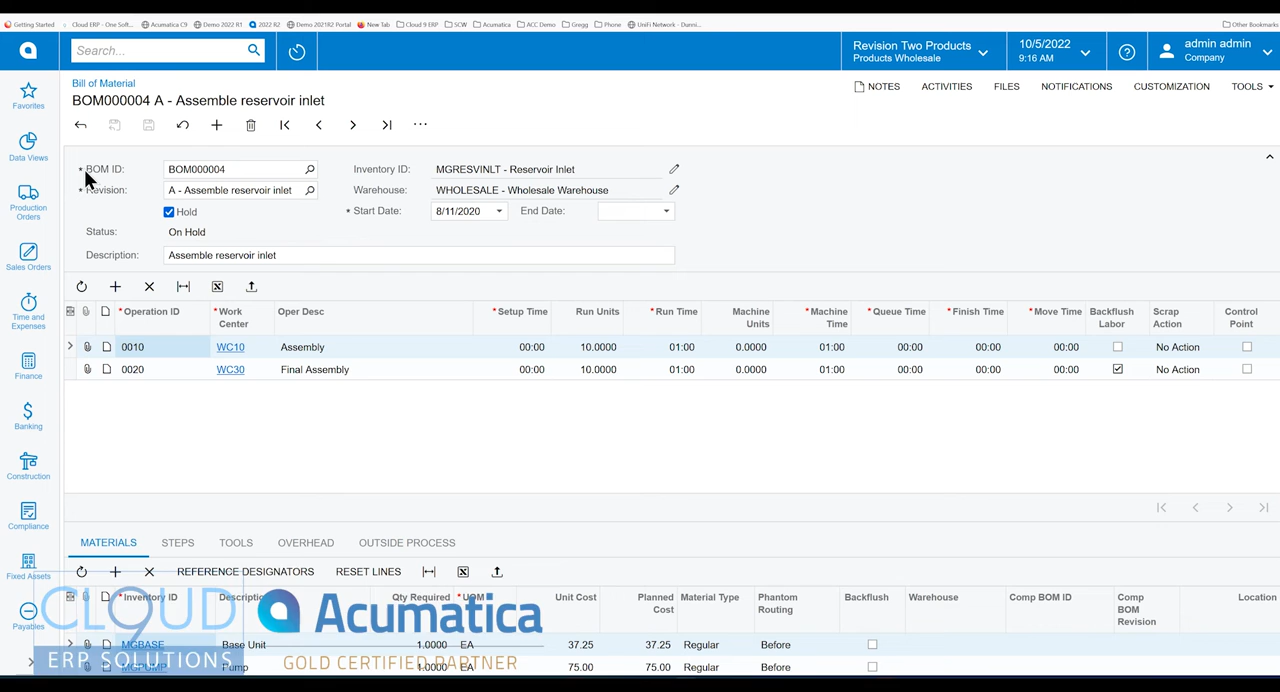 Getting Started Cloud ERP - One Soft... Acumatica C9 Demo 2022 R1 2022 R2 Demo 2021R2 Portal New Tab Cloud 9 ERP SCW Acumatica ACC Demo Gregg Phone UniFi Network - Dunni... Other Bookmarks
Search...
Revision Two Products
Products Wholesale
10/5/2022
9:16 AM
admin admin
Company
Favorites
Data Views
Production Orders
Sales Orders
Time and Expenses
Finance
Banking
Construction
Compliance
Fixed Assets
Payables
Bill of Material
BOM000004 A - Assemble reservoir inlet
NOTES ACTIVITIES FILES NOTIFICATIONS CUSTOMIZATION TOOLS
* BOM ID: BOM000004 Inventory ID: MGRESVINLT - Reservoir Inlet
* Revision: A - Assemble reservoir inlet Warehouse: WHOLESALE - Wholesale Warehouse
Hold * Start Date: 8/11/2020 End Date:
Status: On Hold
Description: Assemble reservoir inlet
*Operation ID *Work Center Oper Desc *Setup Time Run Units *Run Time Machine Units *Machine Time *Queue Time *Finish Time *Move Time Backflush Labor Scrap Action Control Point
0010 WC10 Assembly 00:00 10.0000 01:00 0.0000 01:00 00:00 00:00 00:00 No Action
0020 WC30 Final Assembly 00:00 10.0000 01:00 0.0000 01:00 00:00 00:00 00:00 No Action
MATERIALS STEPS TOOLS OVERHEAD OUTSIDE PROCESS
REFERENCE DESIGNATORS RESET LINES
*Inventory ID Description Qty Required *UOM Unit Cost Planned Cost Material Type Phantom Routing Backflush Warehouse Comp BOM ID Comp BOM Revision Location
MGBASE Base Unit 1.0000 EA 37.25 37.25 Regular Before
MGPUMP Pump 1.0000 EA 75.00 75.00 Regular Before
CLOUD 9
ERP SOLUTIONS
Acumatica
GOLD CERTIFIED PARTNER